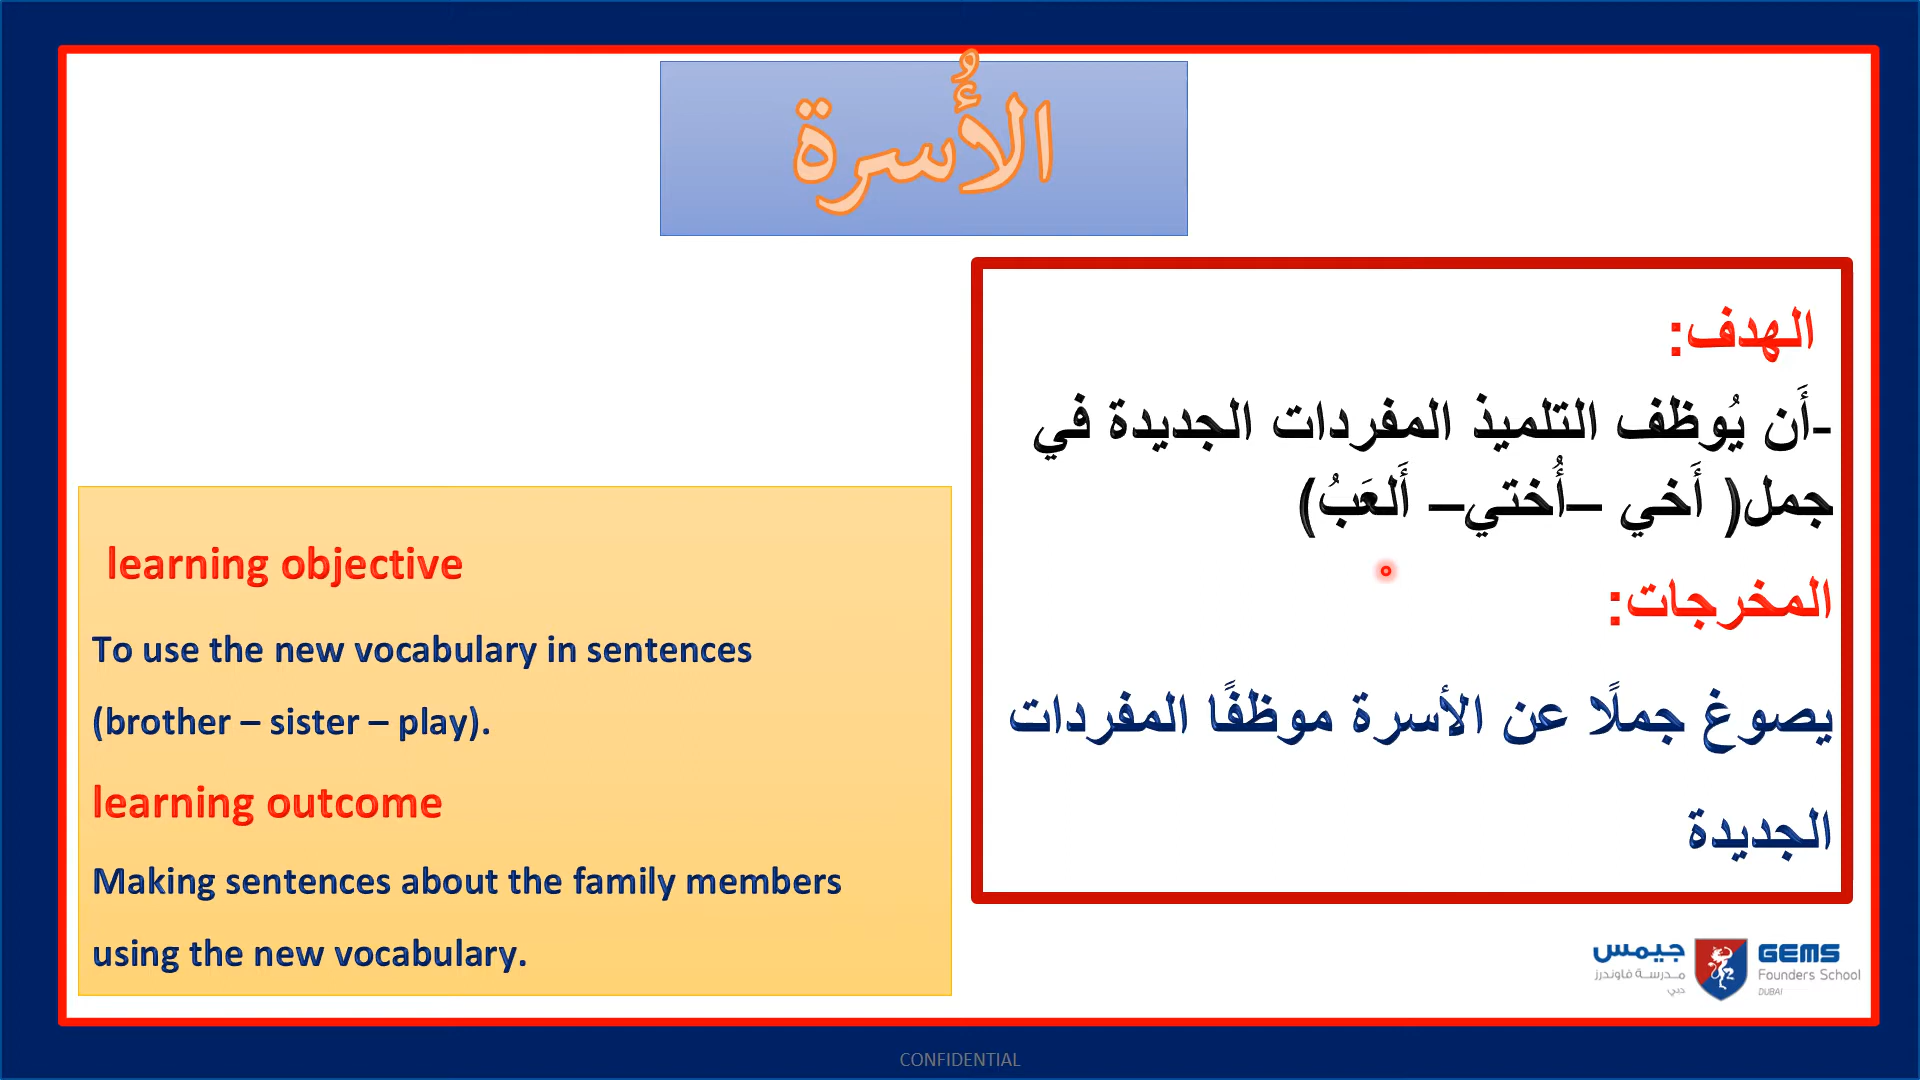 الأُسرة
الهدف:
-أَن يُوظف التلميذ المفردات الجديدة في
جمل( أَخي –أُختي– أَلعَبُ)
المخرجات:
يصوغ جملًا عن الأسرة موظفًا المفردات
الجديدة
learning objective
To use the new vocabulary in sentences
(brother – sister – play).
learning outcome
Making sentences about the family members
using the new vocabulary.
جيمس
مدرسة فاوندرز
دبي
GEMS
Founders School
DUBAI
CONFIDENTIAL